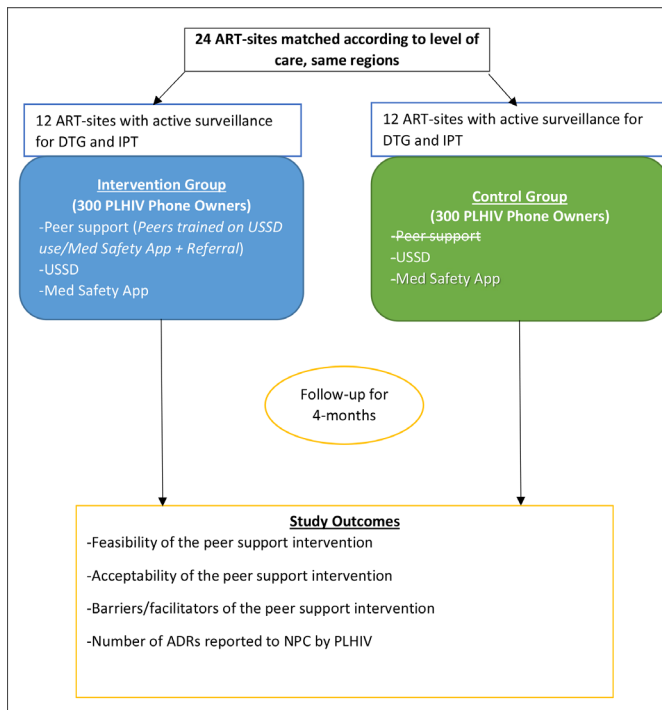 24 ART-sites matched according to level of
care, same regions
12 ART-sites with active surveillance
for DTG and IPT
12 ART-sites with active surveillance for
DTG and IPT
Intervention Group
(300 PLHIV Phone Owners)
-Peer support (Peers trained on USSD
use/Med Safety App + Referral)
-USSD
-Med Safety App
Control Group
(300 PLHIV Phone Owners)
-Peer support
-USSD
-Med Safety App
Follow-up for
4-months
Study Outcomes
-Feasibility of the peer support intervention
-Acceptability of the peer support intervention
-Barriers/facilitators of the peer support intervention
-Number of ADRs reported to NPC by PLHIV